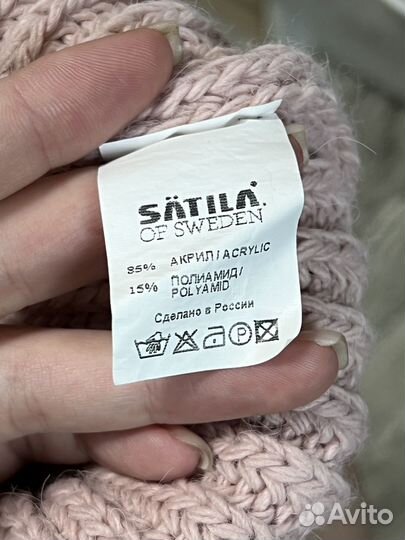 SÄTILA®
OF SWEDEN
85% АКРИЛ/ACRYLIC
15% ПОЛИАМИД/
POLYAMID
Сделано в России
P
Avito